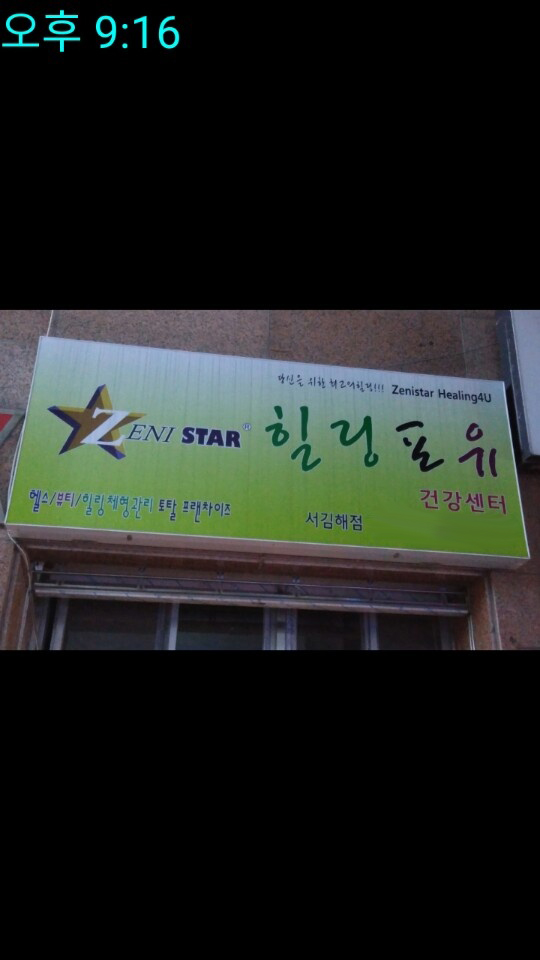 오후 9:16
당신을 위한 최고의힐링!!! Zenistar Healing4U
ZENI STAR® 힐링포유
건강센터
헬스/뷰티/힐링체형관리 토탈 프랜차이즈
서김해점